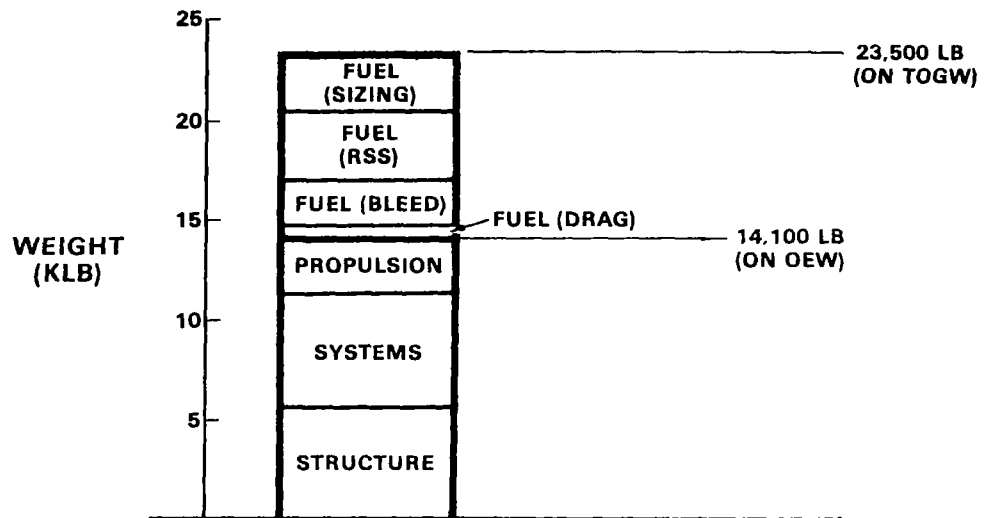 25
23,500 LB
(ON TOGW)
FUEL
(SIZING)
20
FUEL
(RSS)
FUEL (BLEED)
15
FUEL (DRAG)
14,100 LB
(ON OEW)
WEIGHT
(KLB)
PROPULSION
10
SYSTEMS
5
STRUCTURE